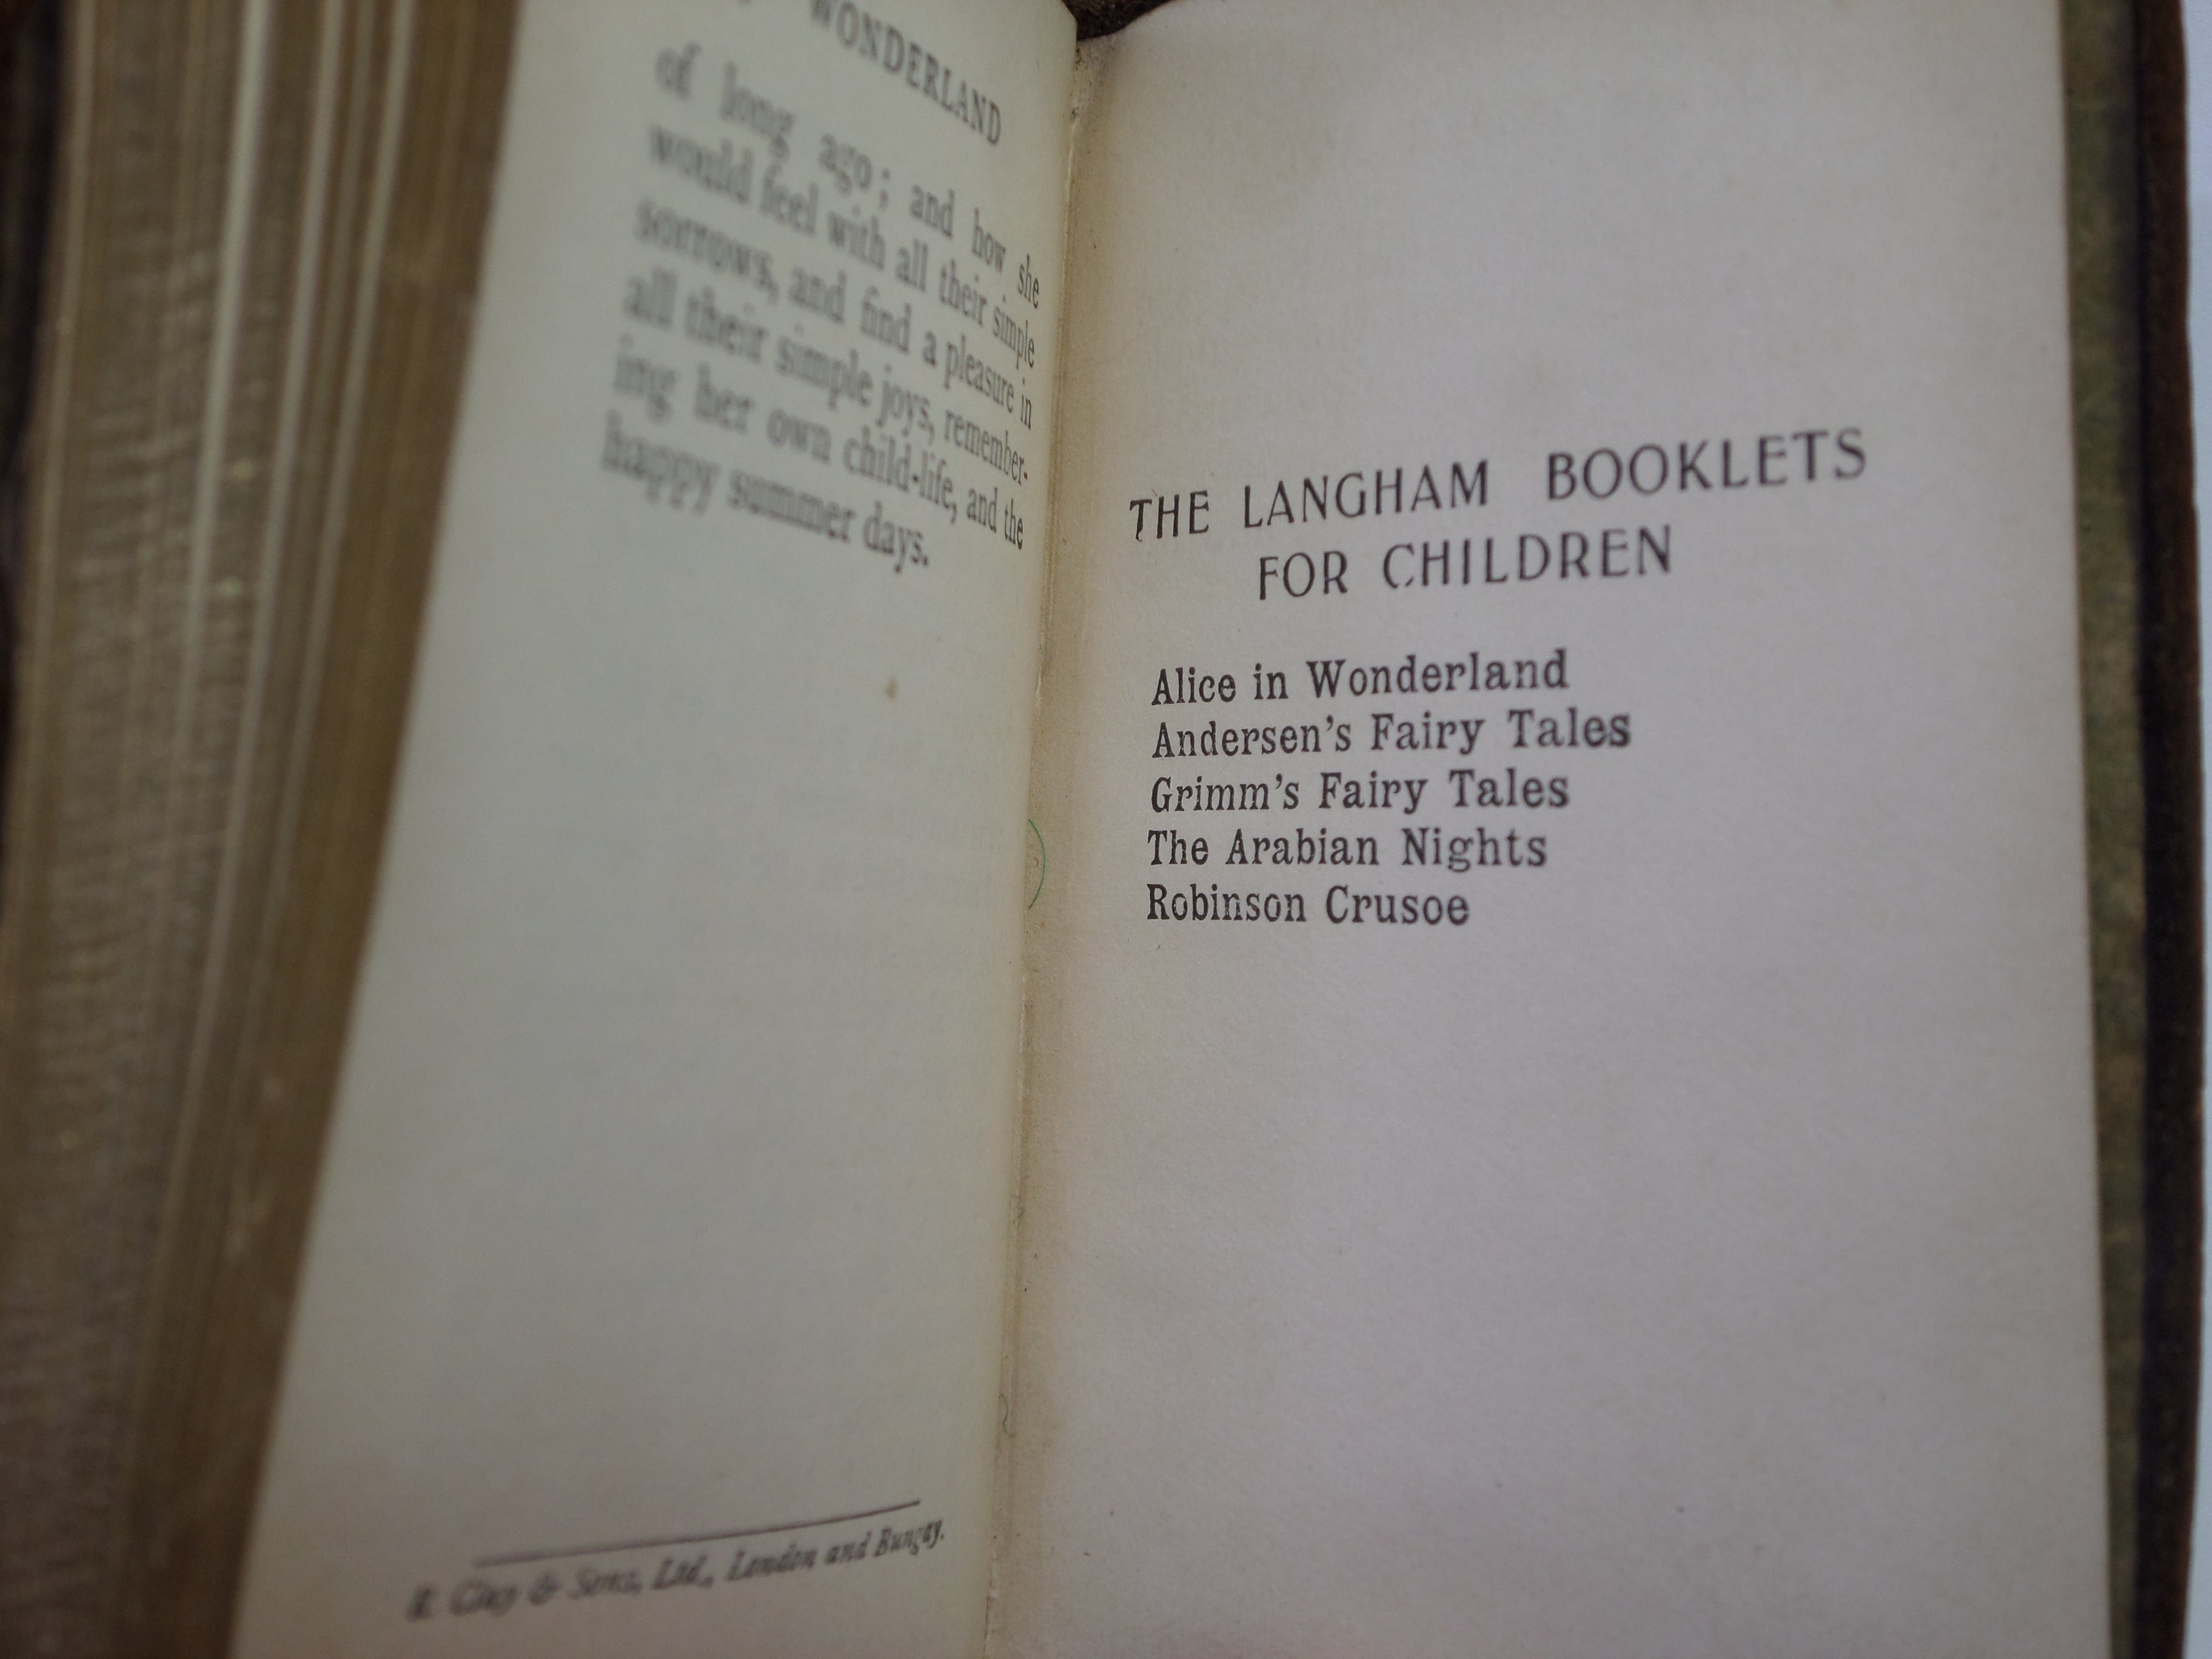 WONDERLAND
of long ago; and how she
would feel with all their simple
sorrows, and find a pleasure in
all their simple joys, remember-
ing her own child-life, and the
happy summer days.
R. Clay & Sons, Ltd., London and Bungay.
THE LANGHAM BOOKLETS
FOR CHILDREN
Alice in Wonderland
Andersen's Fairy Tales
Grimm's Fairy Tales
The Arabian Nights
Robinson Crusoe